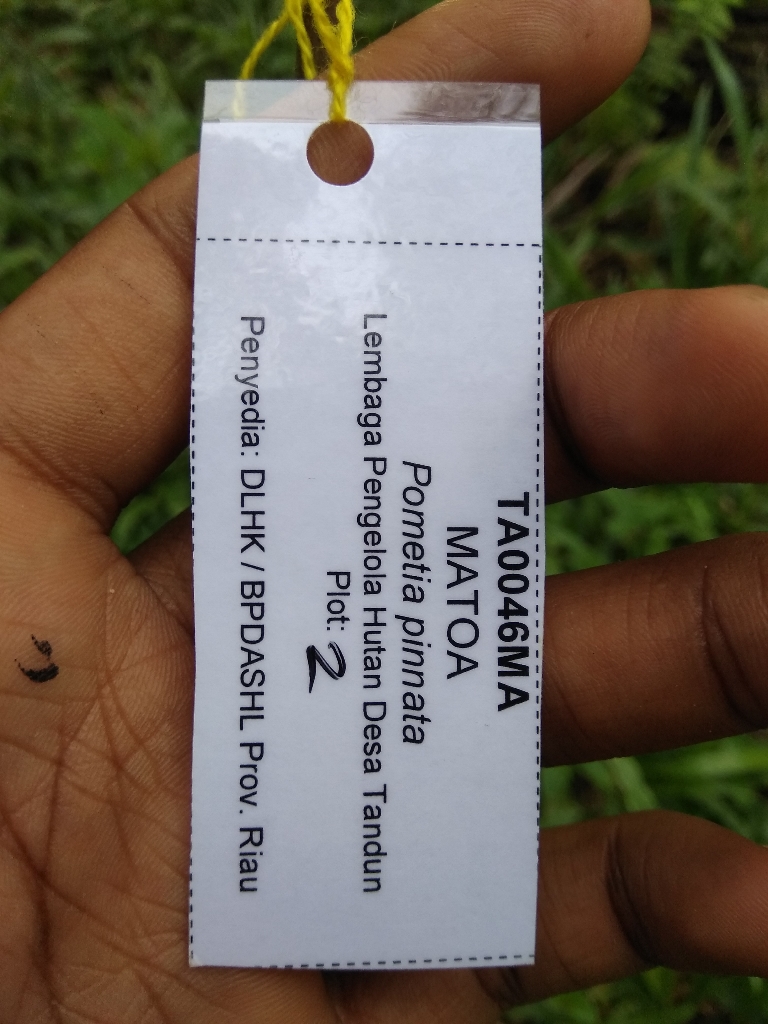 TA0046MA
MATOA
Pometia pinnata
Lembaga Pengelola Hutan Desa Tandun
Plot: 2
Penyedia: DLHK / BPDASHL Prov. Riau